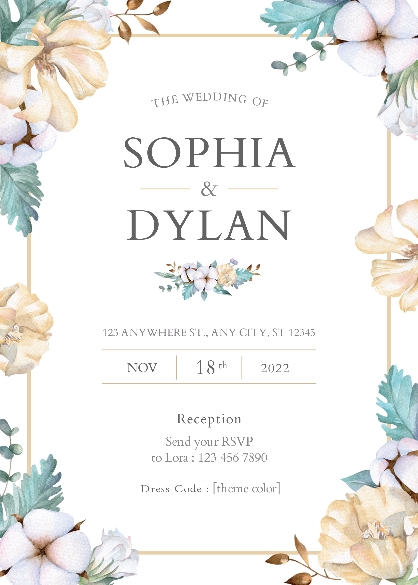 THE WEDDING OF
SOPHIA
&
DYLAN
123 ANYWHERE ST., ANY CITY, ST 12345
NOV 18th 2022
Reception
Send your RSVP
to Lora : 123 456 7890
Dress Code : [theme color]